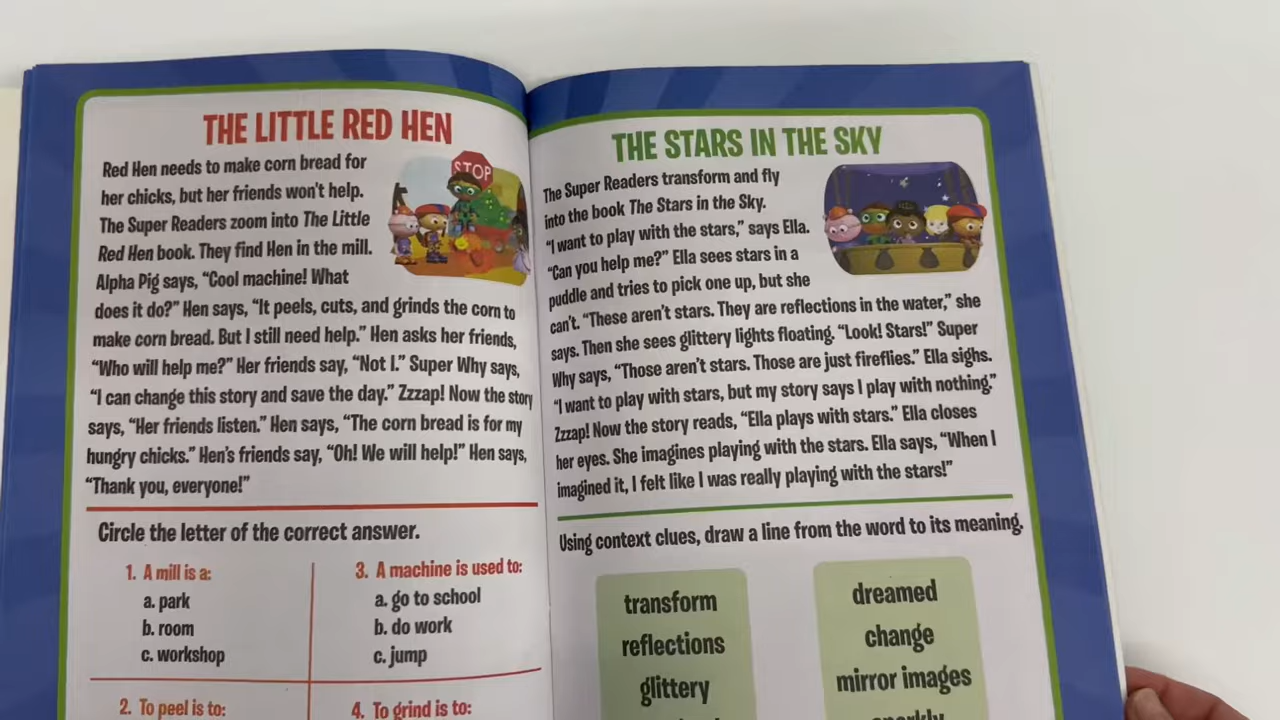 THE LITTLE RED HEN
STOP
Red Hen needs to make corn bread for
her chicks, but her friends won't help.
The Super Readers zoom into The Little
Red Hen book. They find Hen in the mill.
Alpha Pig says, “Cool machine! What
does it do?” Hen says, “It peels, cuts, and grinds the corn to
make corn bread. But I still need help.” Hen asks her friends,
“Who will help me?” Her friends say, “Not I.” Super Why says,
“I can change this story and save the day.” Zzzap! Now the story
says, “Her friends listen.” Hen says, “The corn bread is for my
hungry chicks.” Hen's friends say, “Oh! We will help!” Hen says,
“Thank you, everyone!”
Circle the letter of the correct answer.
1. A mill is a:
a. park
b. room
c. workshop
3. A machine is used to:
a. go to school
b. do work
c. jump
2. To peel is to:
4. To grind is to:
THE STARS IN THE SKY
The Super Readers transform and fly
into the book The Stars in the Sky.
“I want to play with the stars,” says Ella.
“Can you help me?” Ella sees stars in a
puddle and tries to pick one up, but she
can't. “These aren't stars. They are reflections in the water,” she
says. Then she sees glittery lights floating. “Look! Stars!” Super
Why says, “Those aren't stars. Those are just fireflies.” Ella sighs.
“I want to play with stars, but my story says I play with nothing.”
Zzzap! Now the story reads, “Ella plays with stars.” Ella closes
her eyes. She imagines playing with the stars. Ella says, “When I
imagined it, I felt like I was really playing with the stars!”
Using context clues, draw a line from the word to its meaning.
transform
reflections
glittery
dreamed
change
mirror images